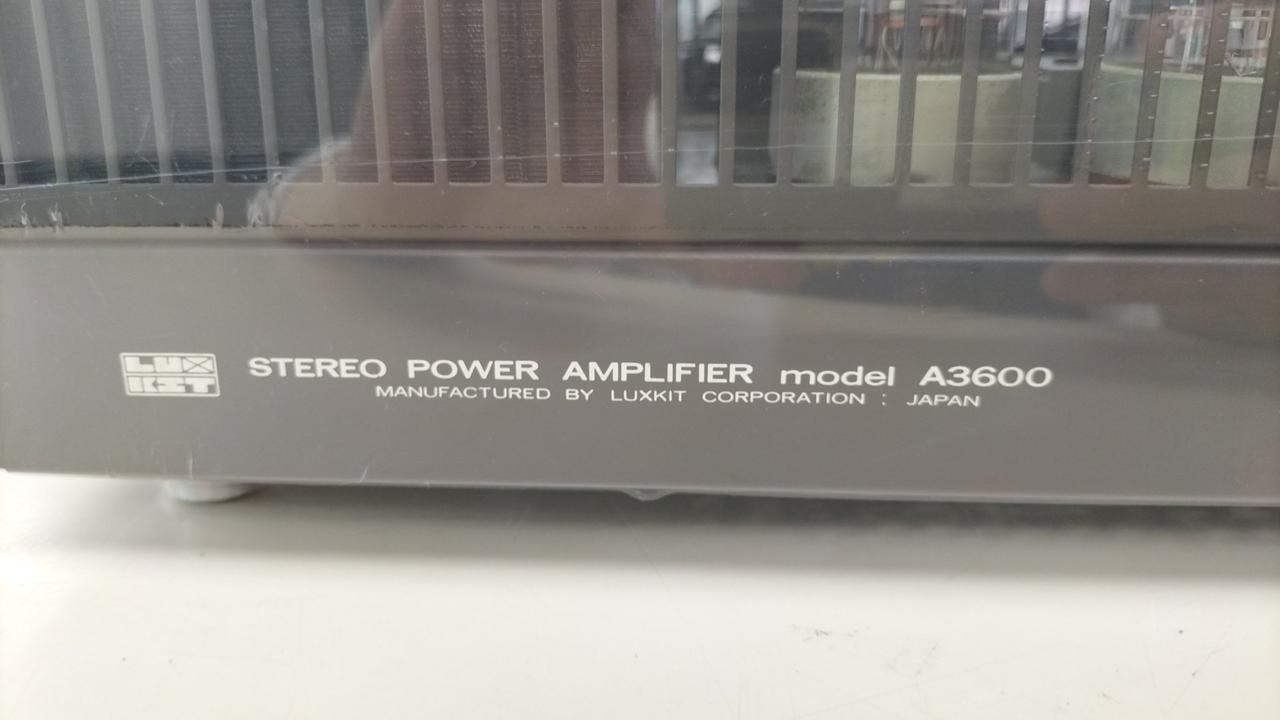 LUX
KIT
STEREO POWER AMPLIFIER model A3600
MANUFACTURED BY LUXKIT CORPORATION : JAPAN